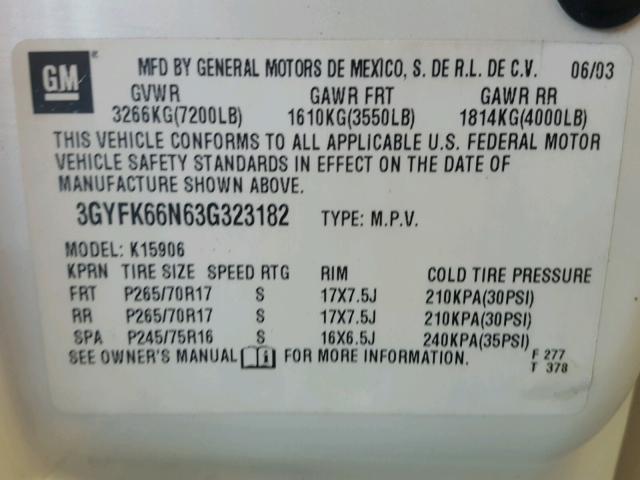 GM
MFD BY GENERAL MOTORS DE MEXICO, S. DE R.L. DE C.V. 06/03
GVWR GAWR FRT GAWR RR
3266KG(7200LB) 1610KG(3550LB) 1814KG(4000LB)
THIS VEHICLE CONFORMS TO ALL APPLICABLE U.S. FEDERAL MOTOR
VEHICLE SAFETY STANDARDS IN EFFECT ON THE DATE OF
MANUFACTURE SHOWN ABOVE.
3GYFK66N63G323182 TYPE: M.P.V.
MODEL: K15906
KPRN TIRE SIZE SPEED RTG RIM COLD TIRE PRESSURE
FRT P265/70R17 S 17X7.5J 210KPA(30PSI)
RR P265/70R17 S 17X7.5J 210KPA(30PSI)
SPA P245/75R16 S 16X6.5J 240KPA(35PSI)
SEE OWNER'S MANUAL FOR MORE INFORMATION.
F 277
T 378